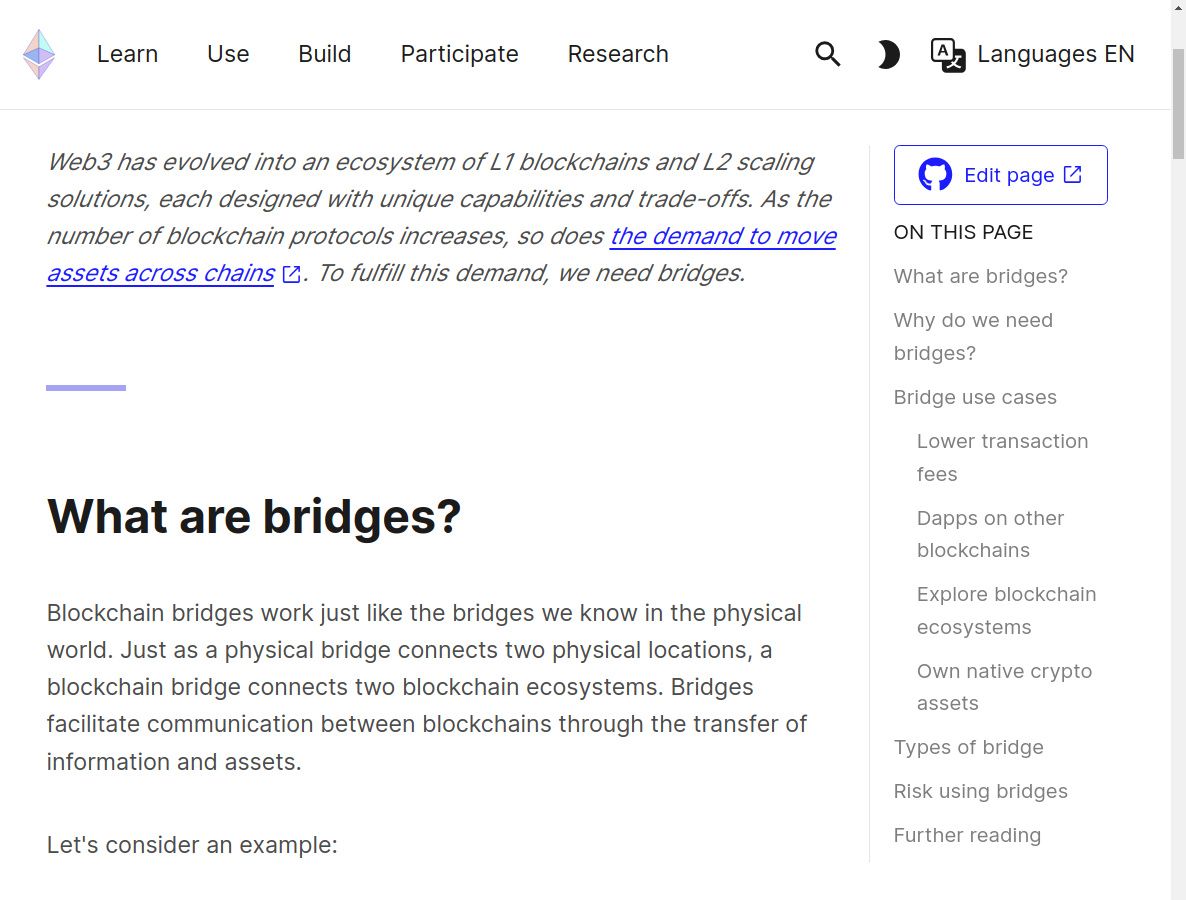 Learn Use Build Participate Research Languages EN
Web3 has evolved into an ecosystem of L1 blockchains and L2 scaling
solutions, each designed with unique capabilities and trade-offs. As the
number of blockchain protocols increases, so does the demand to move
assets across chains. To fulfill this demand, we need bridges.
What are bridges?
Blockchain bridges work just like the bridges we know in the physical
world. Just as a physical bridge connects two physical locations, a
blockchain bridge connects two blockchain ecosystems. Bridges
facilitate communication between blockchains through the transfer of
information and assets.
Let's consider an example:
Edit page
ON THIS PAGE
What are bridges?
Why do we need
bridges?
Bridge use cases
Lower transaction
fees
Dapps on other
blockchains
Explore blockchain
ecosystems
Own native crypto
assets
Types of bridge
Risk using bridges
Further reading